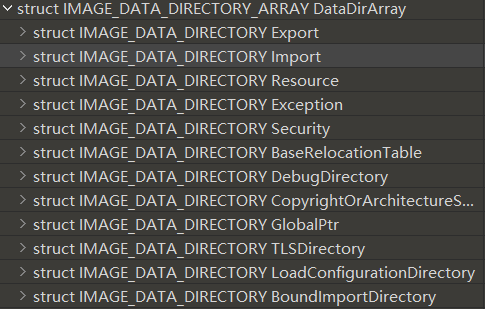 struct IMAGE_DATA_DIRECTORY_ARRAY DataDirArray
struct IMAGE_DATA_DIRECTORY Export
struct IMAGE_DATA_DIRECTORY Import
struct IMAGE_DATA_DIRECTORY Resource
struct IMAGE_DATA_DIRECTORY Exception
struct IMAGE_DATA_DIRECTORY Security
struct IMAGE_DATA_DIRECTORY BaseRelocationTable
struct IMAGE_DATA_DIRECTORY DebugDirectory
struct IMAGE_DATA_DIRECTORY CopyrightOrArchitectureS...
struct IMAGE_DATA_DIRECTORY GlobalPtr
struct IMAGE_DATA_DIRECTORY TLSDirectory
struct IMAGE_DATA_DIRECTORY LoadConfigurationDirectory
struct IMAGE_DATA_DIRECTORY BoundImportDirectory